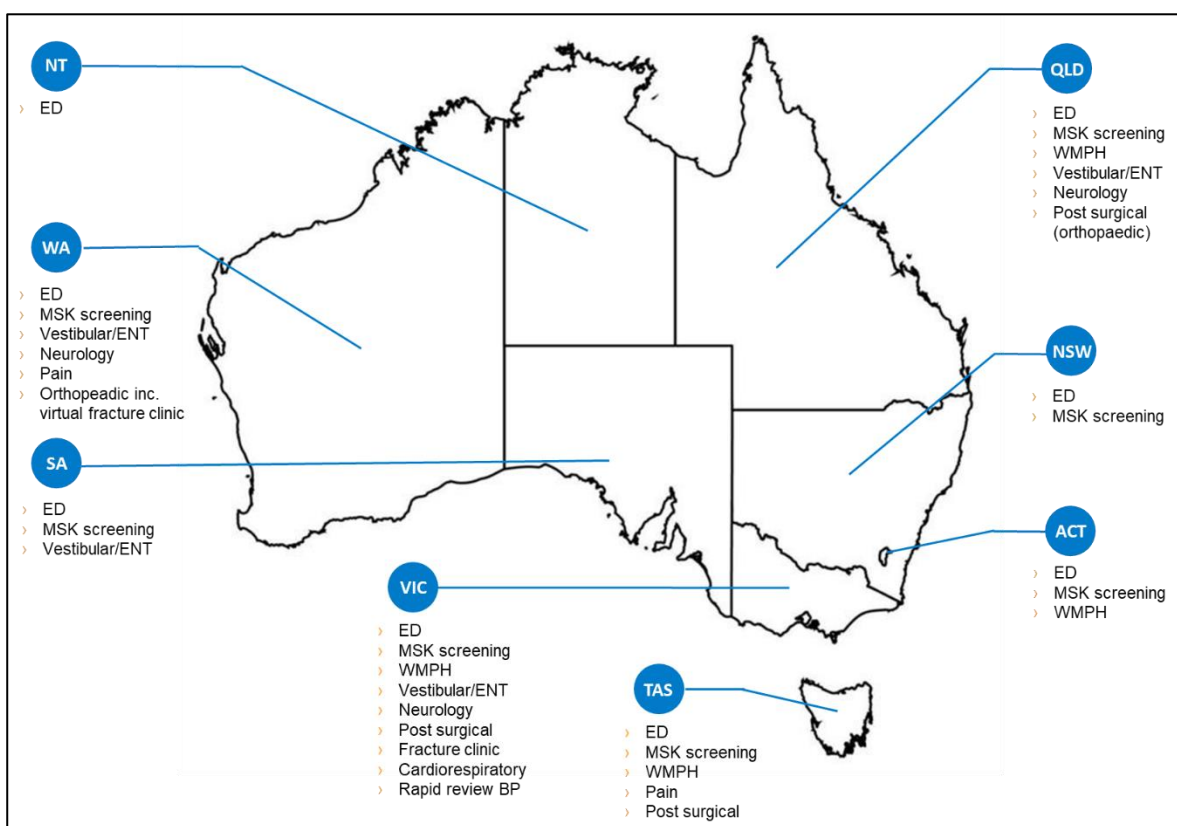 NT
› ED
WA
› ED
› MSK screening
› Vestibular/ENT
› Neurology
› Pain
› Orthopeadic inc.
virtual fracture clinic
SA
› ED
› MSK screening
› Vestibular/ENT
VIC
› ED
› MSK screening
› WMPH
› Vestibular/ENT
› Neurology
› Post surgical
› Fracture clinic
› Cardiorespiratory
› Rapid review BP
TAS
› ED
› MSK screening
› WMPH
› Pain
› Post surgical
QLD
› ED
› MSK screening
› WMPH
› Vestibular/ENT
› Neurology
› Post surgical
(orthopaedic)
NSW
› ED
› MSK screening
ACT
› ED
› MSK screening
› WMPH